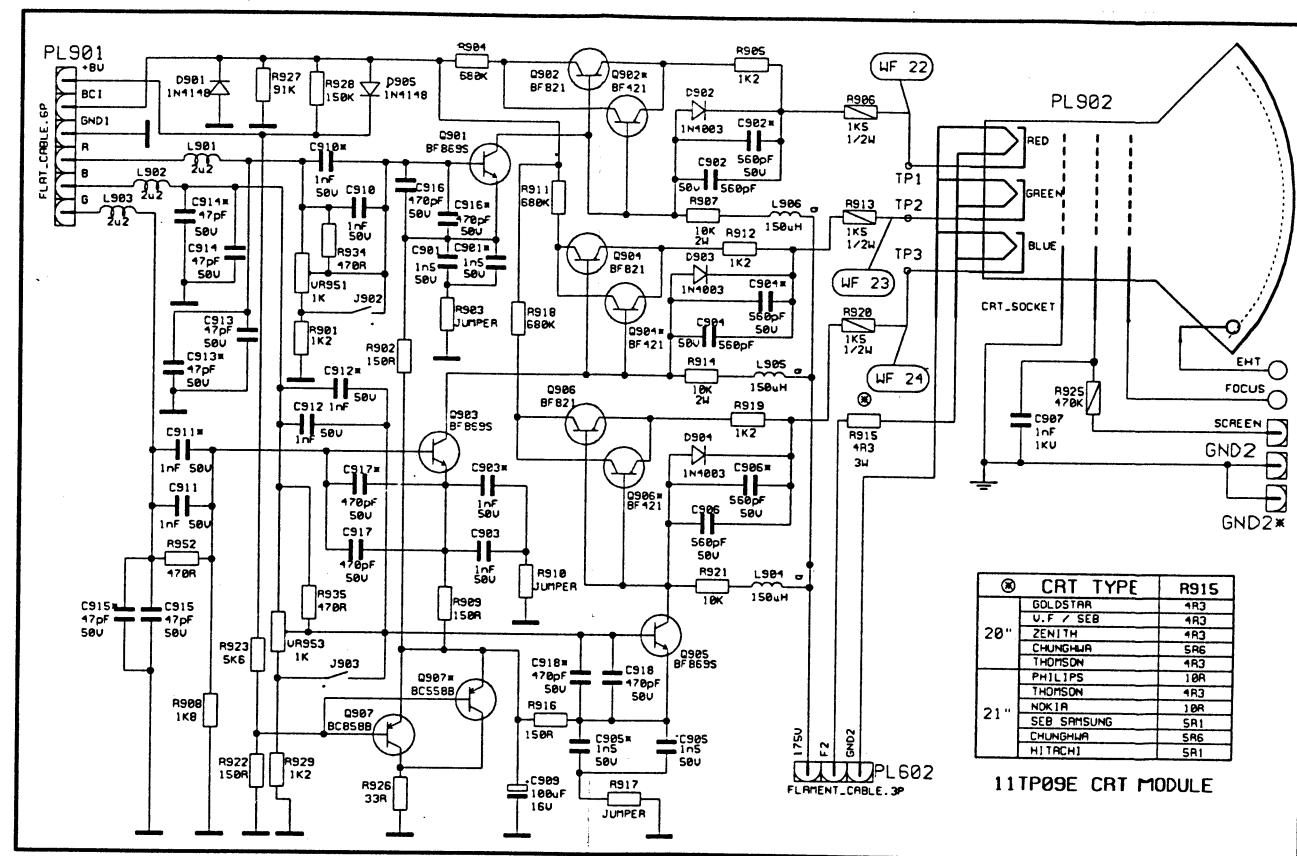 PL901
+8V
BCI
GND1
R
B
G
FLAT_CABLE.6P
D901
1N4148
R927
91K
R928
150K
D905
1N4148
R904
680K
Q902
BF821
Q902*
BF421
R905
1K2
WF 22
PL902
D902
1N4003
C902*
560pF
50V
C902
50V
560pF
R906
1K5
1/2W
RED
GREEN
BLUE
TP1
TP2
TP3
L901
2u2
L902
2u2
L903
2u2
C910*
1nF
50V
C910
1nF
50V
Q901
BF869S
C916
470pF
50V
C916*
470pF
50V
R911
680K
R907
10K
2W
L906
150uH
R913
1K5
1/2W
C914*
47pF
50V
C914
47pF
50V
R934
470R
VR951
1K
C901
1n5
50V
C901*
1n5
50V
Q904
BF821
R912
1K2
D903
1N4003
WF 23
C904*
560pF
50V
C904
50V
560pF
Q904*
BF421
CRT_SOCKET
J902
R903
JUMPER
R918
680K
C913
47pF
50V
C913*
47pF
50V
R901
1K2
R902
150R
R920
1K5
1/2W
R914
10K
2W
L905
150uH
WF 24
EHT
FOCUS
SCREEN
GND2
GND2*
C912*
1nF
50V
C912
1nF
50V
Q903
BF869S
Q906
BF821
R919
1K2
R915
4R3
3W
R925
470K
C907
1nF
1KV
D904
1N4003
C911*
1nF
50V
C911
1nF
50V
C917*
470pF
50V
C917
470pF
50V
C903*
1nF
50V
C903
1nF
50V
Q906*
BF421
C906*
560pF
50V
C906
560pF
50V
R952
470R
R910
JUMPER
R921
10K
L904
150uH
C915*
47pF
50V
C915
47pF
50V
R935
470R
R909
150R
R923
5K6
VR953
1K
Q905
BF869S
C918*
470pF
50V
C918
470pF
50V
J903
Q907*
BC558B
Q907
BC858B
R908
1K8
R916
150R
C905*
1n5
50V
C905
1n5
50V
R922
150R
R929
1K2
R926
33R
C909
100uF
16V
R917
JUMPER
175V
F2
GND2
PL602
FLAMENT_CABLE.3P
CRT TYPE R915
20"
GOLDSTAR 4R3
V.F / SEB 4R3
ZENITH 4R3
CHUNGHWA 5R6
THOMSON 4R3
21"
PHILIPS 10R
THOMSON 4R3
NOKIA 10R
SEB SAMSUNG 5R1
CHUNGHWA 5R6
HITACHI 5R1
11TP09E CRT MODULE